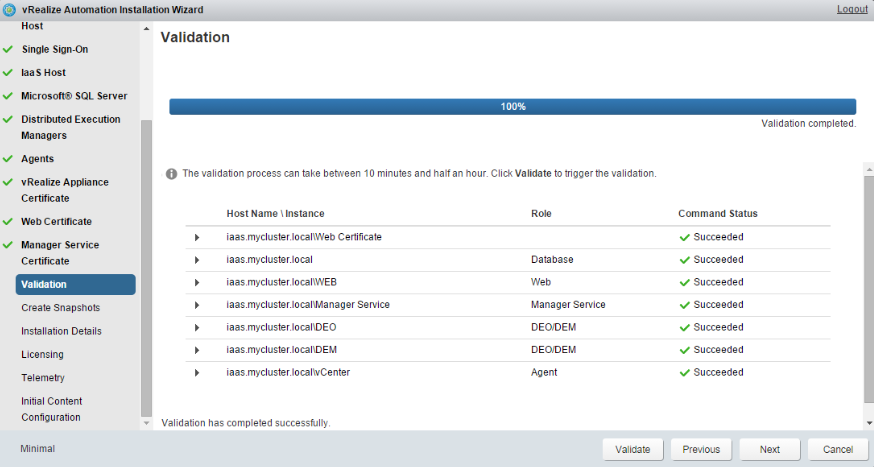 vRealize Automation Installation Wizard
Logout
Host
Single Sign-On
IaaS Host
Microsoft® SQL Server
Distributed Execution
Managers
Agents
vRealize Appliance
Certificate
Web Certificate
Manager Service
Certificate
Validation
Create Snapshots
Installation Details
Licensing
Telemetry
Initial Content
Configuration
Validation
100%
Validation completed.
The validation process can take between 10 minutes and half an hour. Click Validate to trigger the validation.
Host Name \ Instance Role Command Status
iaas.mycluster.local\Web Certificate Succeeded
iaas.mycluster.local Database Succeeded
iaas.mycluster.local\WEB Web Succeeded
iaas.mycluster.local\Manager Service Manager Service Succeeded
iaas.mycluster.local\DEO DEO/DEM Succeeded
iaas.mycluster.local\DEM DEO/DEM Succeeded
iaas.mycluster.local\vCenter Agent Succeeded
Validation has completed successfully.
Minimal
Validate Previous Next Cancel